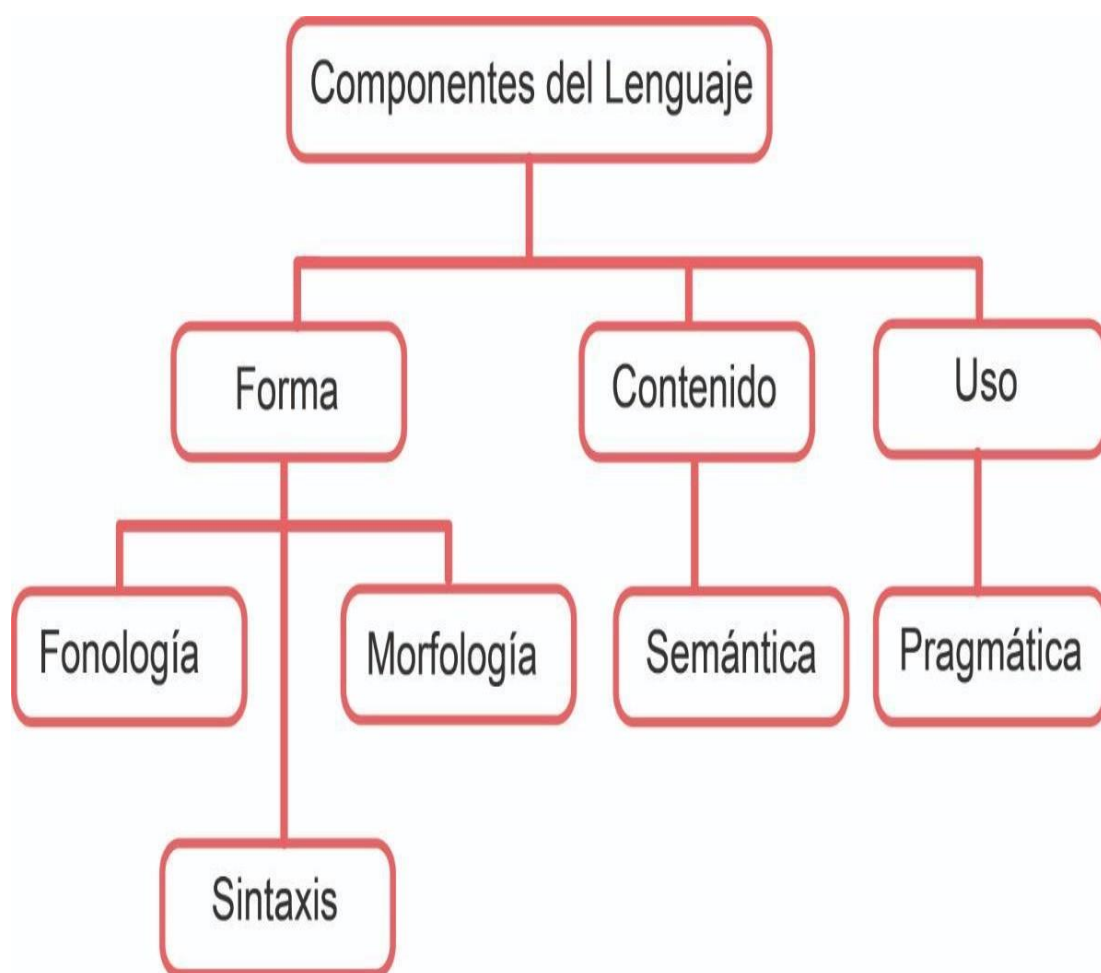 Componentes del Lenguaje
Forma
Contenido
Uso
Fonología
Morfología
Semántica
Pragmática
Sintaxis